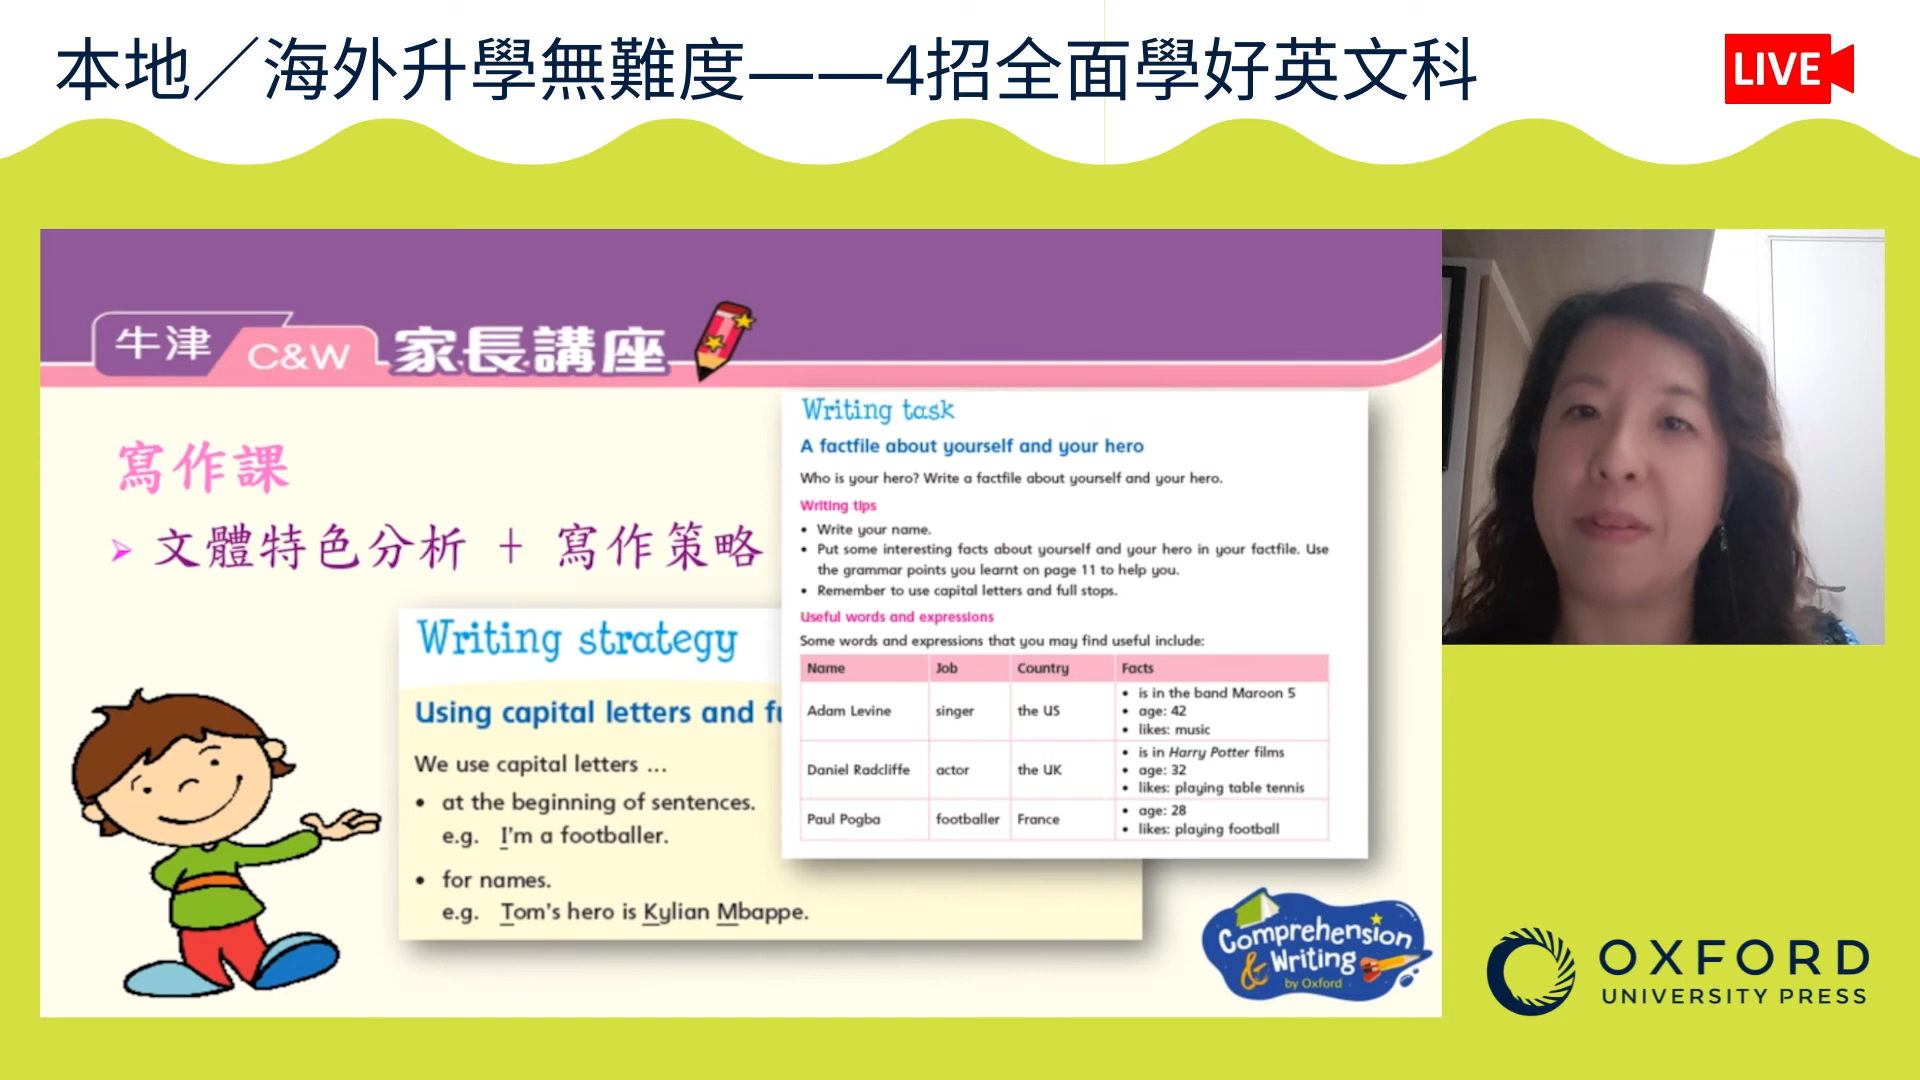 本地／海外升學無難度——4招全面學好英文科
LIVE
牛津 C&W 家長講座
寫作課
➢ 文體特色分析 + 寫作策略
Writing strategy
Using capital letters and
We use capital letters ...
• at the beginning of sentences.
e.g. I'm a footballer.
• for names.
e.g. Tom's hero is Kylian Mbappe.
Writing task
A factfile about yourself and your hero
Who is your hero? Write a factfile about yourself and your hero.
Writing tips
• Write your name.
• Put some interesting facts about yourself and your hero in your factfile. Use
the grammar points you learnt on page 11 to help you.
• Remember to use capital letters and full stops.
Useful words and expressions
Some words and expressions that you may find useful include:
Name Job Country Facts
Adam Levine singer the US
• is in the band Maroon 5
• age: 42
• likes: music
Daniel Radcliffe actor the UK
• is in Harry Potter films
• age: 32
• likes: playing table tennis
Paul Pogba footballer France
• age: 28
• likes: playing football
Comprehension
& Writing
by Oxford
OXFORD
UNIVERSITY PRESS